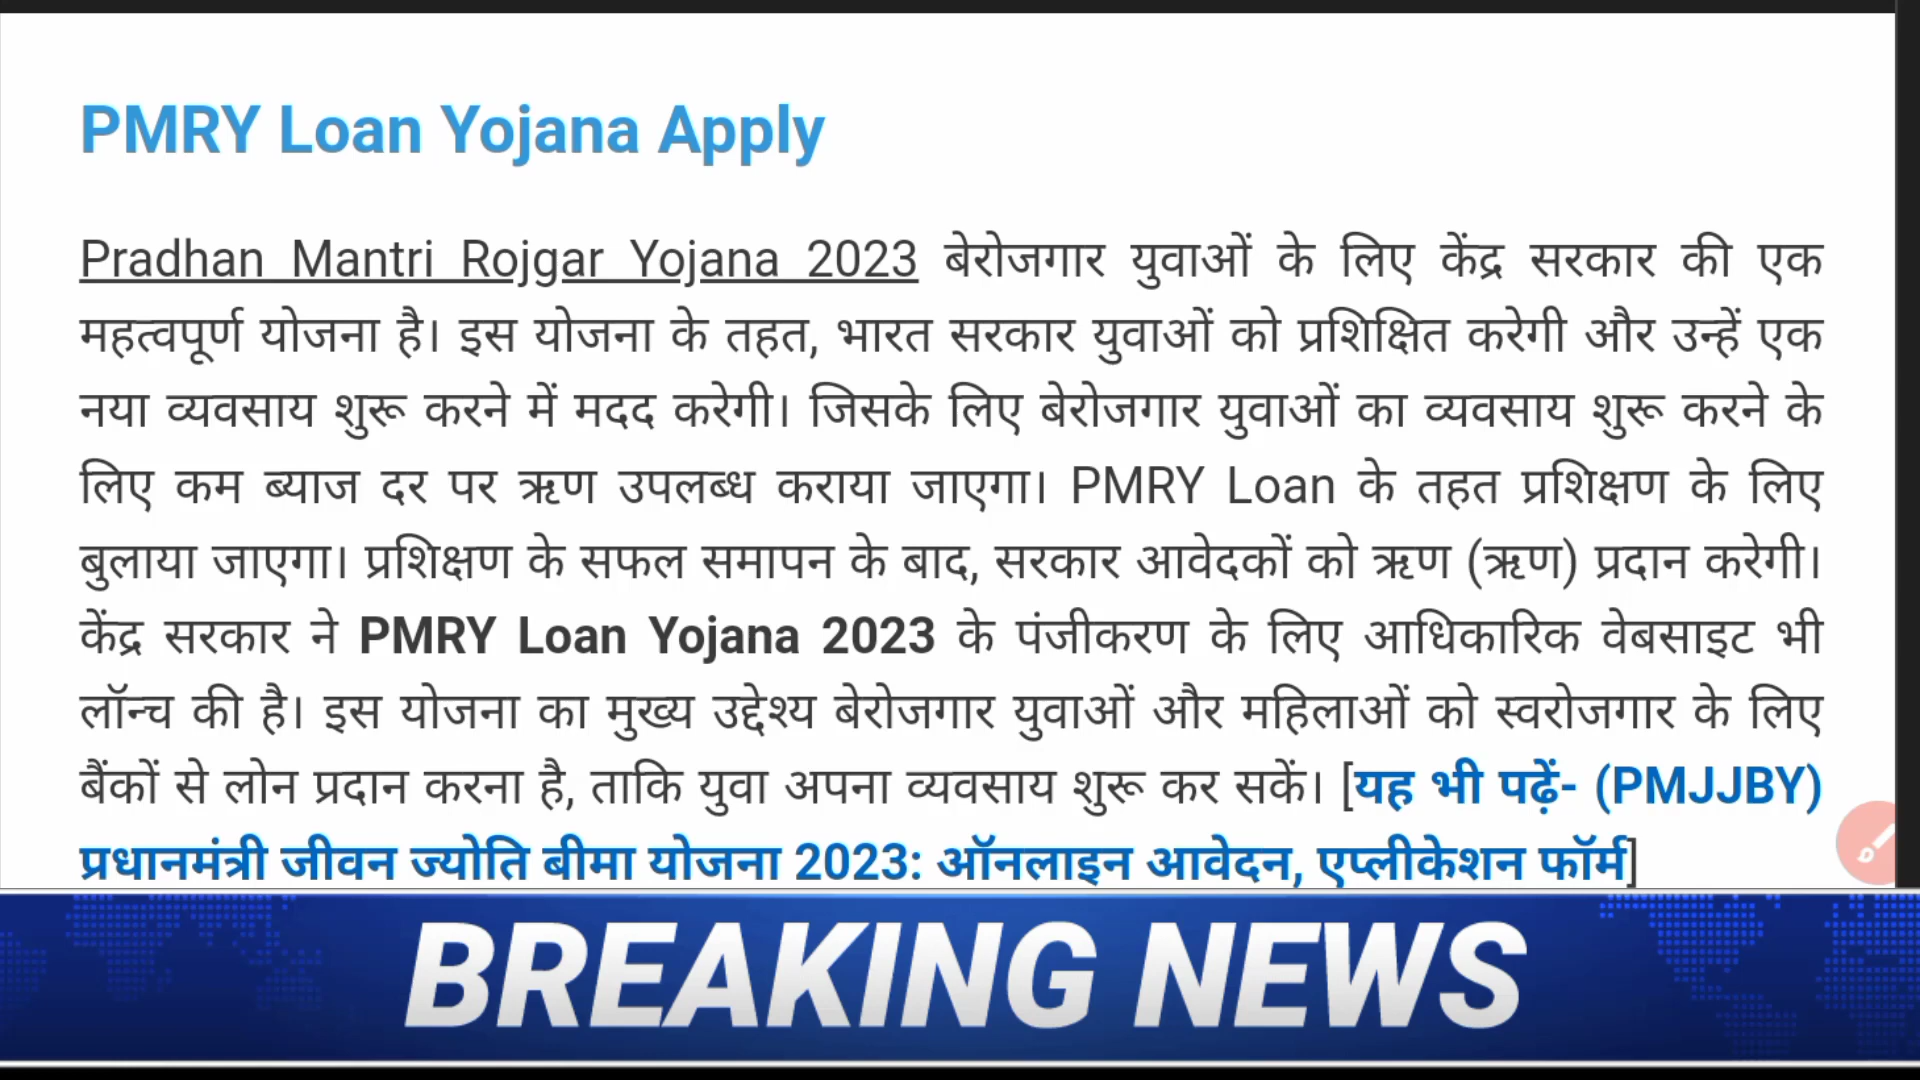 PMRY Loan Yojana Apply
Pradhan Mantri Rojgar Yojana 2023 बेरोजगार युवाओं के लिए केंद्र सरकार की एक
महत्वपूर्ण योजना है। इस योजना के तहत, भारत सरकार युवाओं को प्रशिक्षित करेगी और उन्हें एक
नया व्यवसाय शुरू करने में मदद करेगी। जिसके लिए बेरोजगार युवाओं का व्यवसाय शुरू करने के
लिए कम ब्याज दर पर ऋण उपलब्ध कराया जाएगा। PMRY Loan के तहत प्रशिक्षण के लिए
बुलाया जाएगा। प्रशिक्षण के सफल समापन के बाद, सरकार आवेदकों को ऋण (ऋण) प्रदान करेगी।
केंद्र सरकार ने PMRY Loan Yojana 2023 के पंजीकरण के लिए आधिकारिक वेबसाइट भी
लॉन्च की है। इस योजना का मुख्य उद्देश्य बेरोजगार युवाओं और महिलाओं को स्वरोजगार के लिए
बैंकों से लोन प्रदान करना है, ताकि युवा अपना व्यवसाय शुरू कर सकें। [यह भी पढ़ें- (PMJJBY)
प्रधानमंत्री जीवन ज्योति बीमा योजना 2023: ऑनलाइन आवेदन, एप्लीकेशन फॉर्म]
BREAKING NEWS